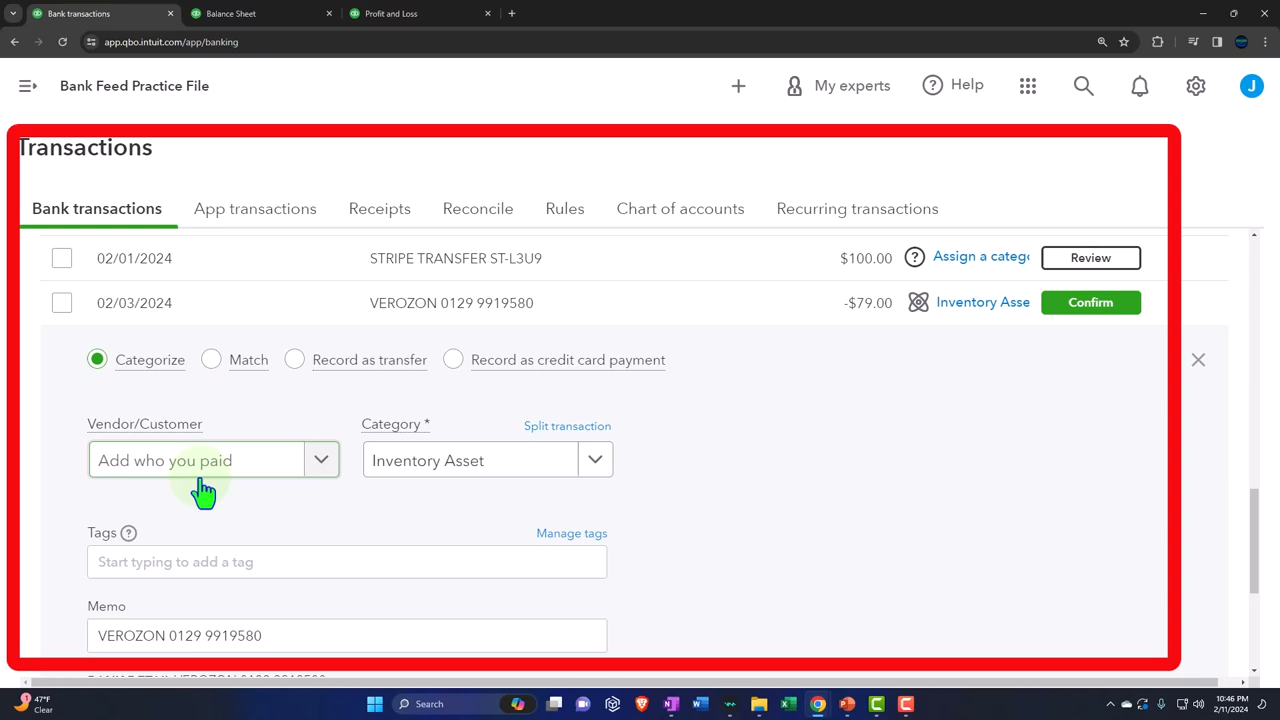 Bank transactions
Balance Sheet
Profit and Loss
app.qbo.intuit.com/app/banking
Bank Feed Practice File
My experts
Help
J
Transactions
Bank transactions
App transactions
Receipts
Reconcile
Rules
Chart of accounts
Recurring transactions
02/01/2024
STRIPE TRANSFER ST-L3U9
$100.00
Assign a catego
Review
02/03/2024
VEROZON 0129 9919580
-$79.00
Inventory Asse
Confirm
Categorize
Match
Record as transfer
Record as credit card payment
Vendor/Customer
Category *
Split transaction
Add who you paid
Inventory Asset
Tags
Manage tags
Start typing to add a tag
Memo
VEROZON 0129 9919580
47°F
Clear
Search
10:46 PM
2/11/2024